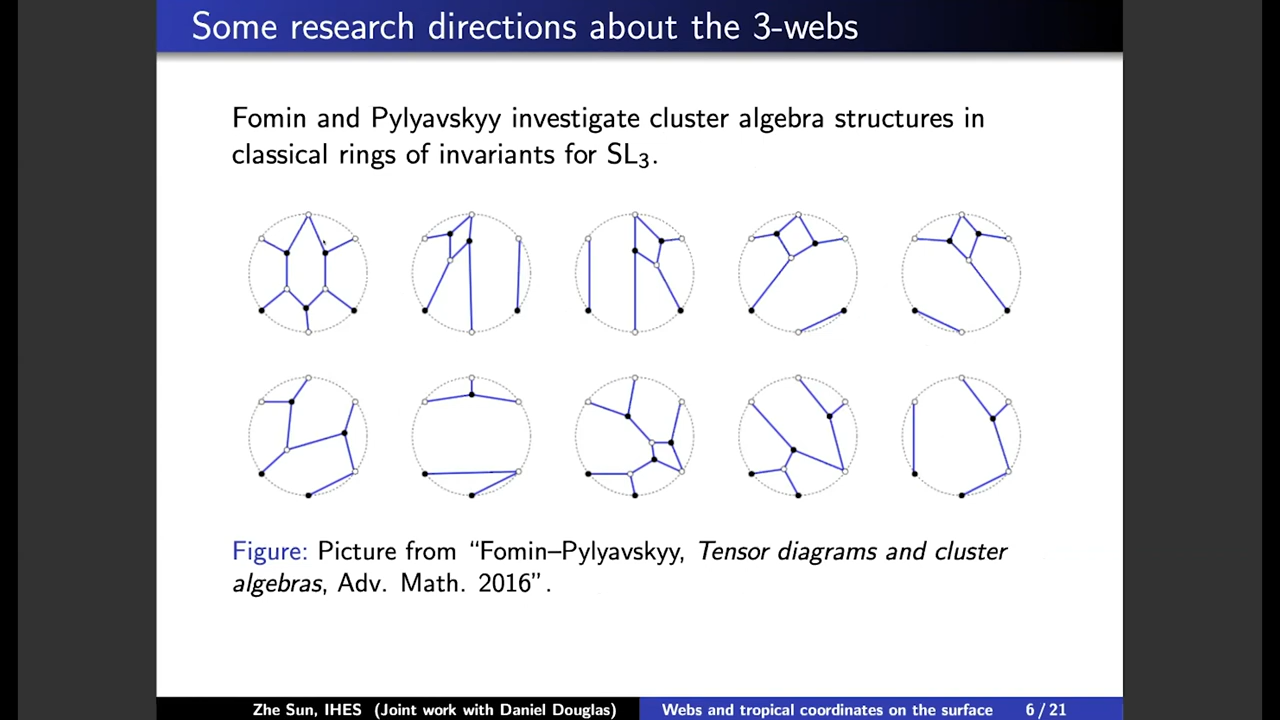 Some research directions about the 3-webs
Fomin and Pylyavskyy investigate cluster algebra structures in
classical rings of invariants for SL₃.
Figure: Picture from “Fomin–Pylyavskyy, Tensor diagrams and cluster
algebras, Adv. Math. 2016”.
Zhe Sun, IHES (Joint work with Daniel Douglas)
Webs and tropical coordinates on the surface
6 / 21